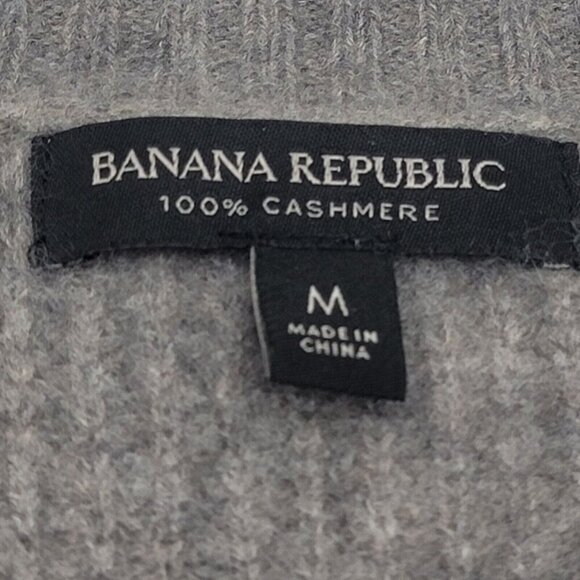 BANANA REPUBLIC
100% CASHMERE
M
MADE IN
CHINA